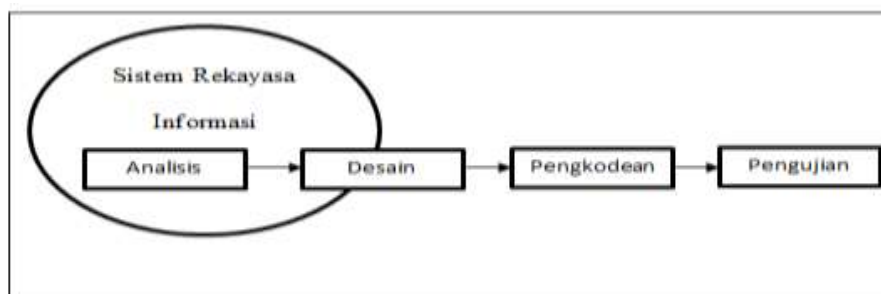 Sistem Rekayasa
Informasi
Analisis
Desain
Pengkodean
Pengujian